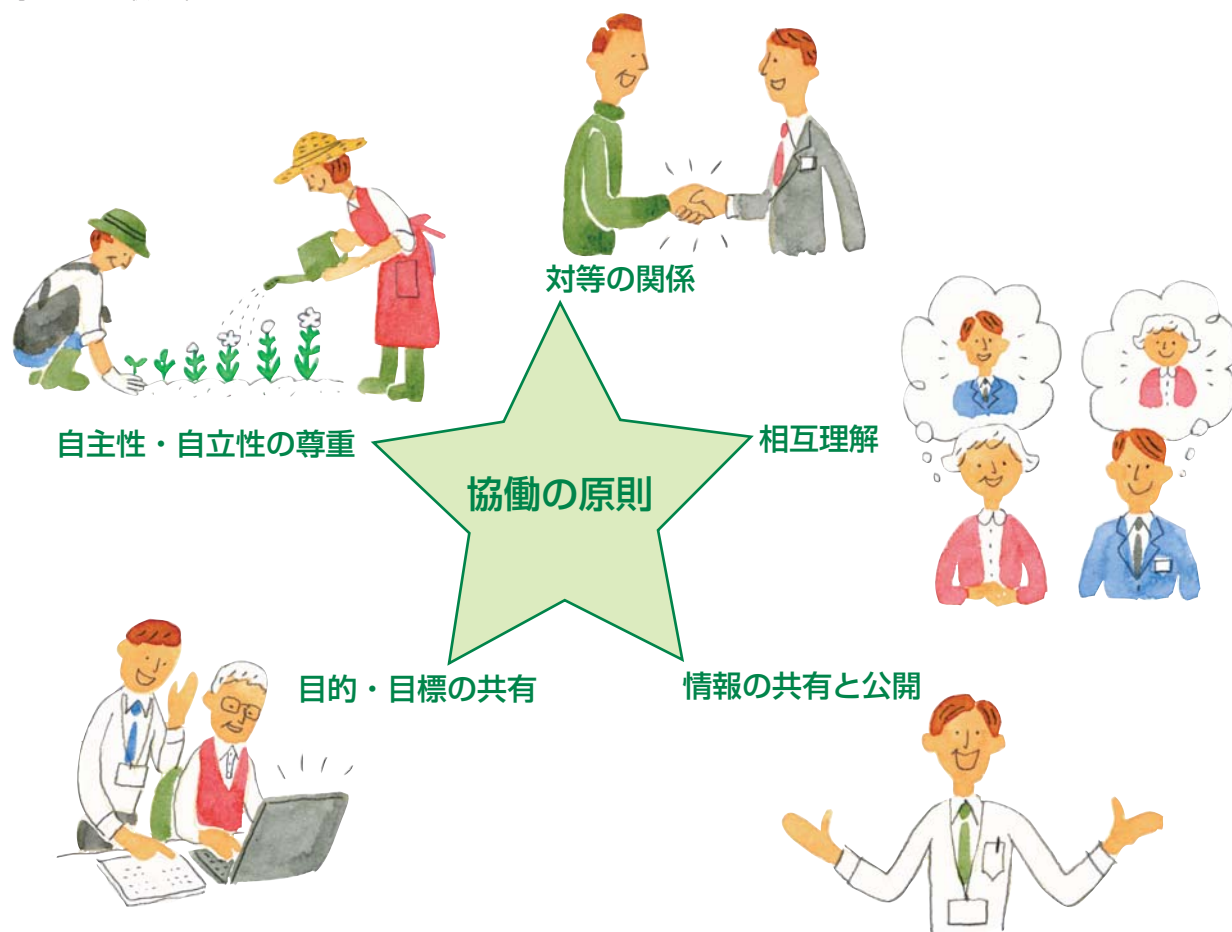 対等の関係
自主性・自立性の尊重
相互理解
協働の原則
目的・目標の共有
情報の共有と公開